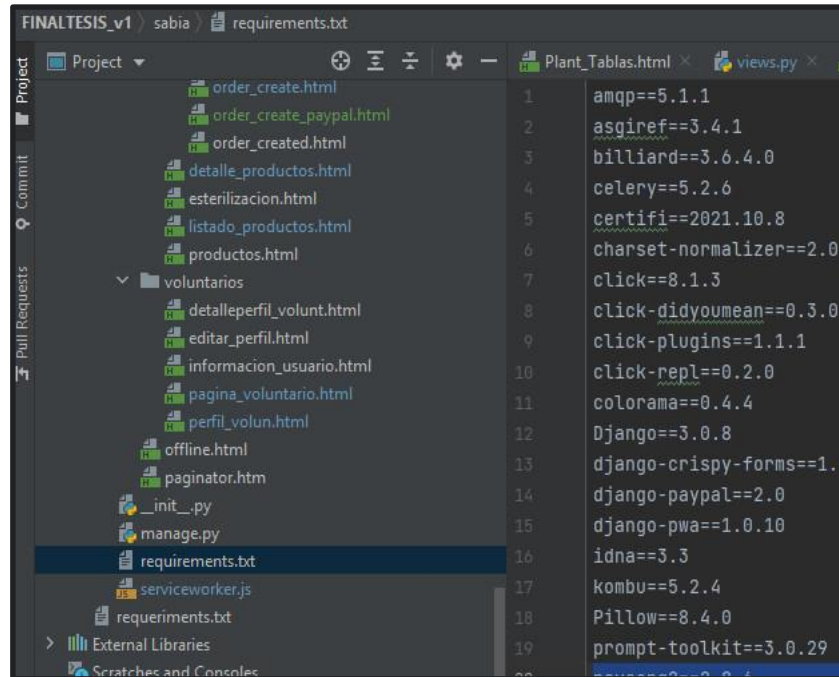 FINALTESIS_v1 sabia requirements.txt
Project
Plant_Tablas.html
views.py
Project
Commit
Pull Requests
order_create.html
order_create_paypal.html
order_created.html
detalle_productos.html
esterilizacion.html
listado_productos.html
productos.html
voluntarios
detalleperfil_volunt.html
editar_perfil.html
informacion_usuario.html
pagina_voluntario.html
perfil_volun.html
offline.html
paginator.htm
__init__.py
manage.py
requirements.txt
serviceworker.js
requeriments.txt
External Libraries
Scratches and Consoles
1 amqp==5.1.1
2 asgiref==3.4.1
3 billiard==3.6.4.0
4 celery==5.2.6
5 certifi==2021.10.8
6 charset-normalizer==2.0
7 click==8.1.3
8 click-didyoumean==0.3.0
9 click-plugins==1.1.1
10 click-repl==0.2.0
11 colorama==0.4.4
12 Django==3.0.8
13 django-crispy-forms==1.
14 django-paypal==2.0
15 django-pwa==1.0.10
16 idna==3.3
17 kombu==5.2.4
18 Pillow==8.4.0
19 prompt-toolkit==3.0.29